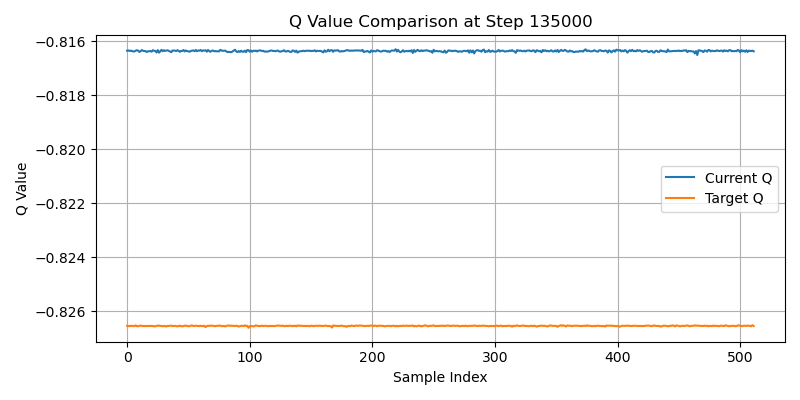 Q Value Comparison at Step 135000
−0.816
−0.818
−0.820
−0.822
−0.824
−0.826
Q Value
Current Q
Target Q
0 100 200 300 400 500
Sample Index